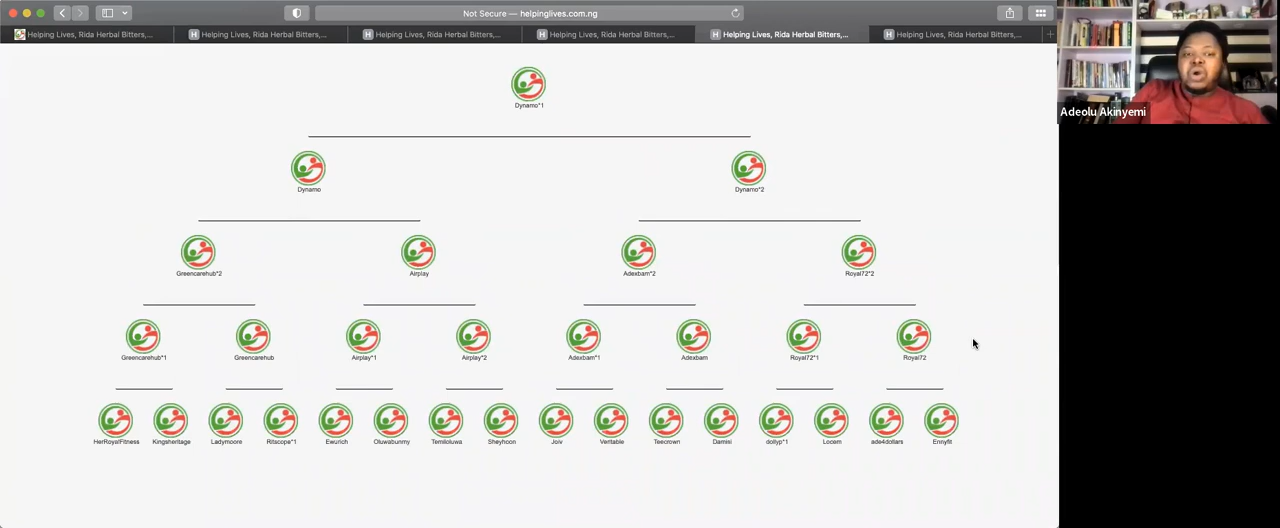 Not Secure — helpinglives.com.ng
Helping Lives, Rida Herbal Bitters,...
Helping Lives, Rida Herbal Bitters,...
Helping Lives, Rida Herbal Bitters,...
Helping Lives, Rida Herbal Bitters,...
Helping Lives, Rida Herbal Bitters,...
Helping Lives, Rida Herbal Bitters,...
Adeolu Akinyemi
Dynamo*1
Dynamo
Dynamo*2
Greencarehub*2
Airplay
Adexbam*2
Royal72*2
Greencarehub*1
Greencarehub
Airplay*1
Airplay*2
Adexbam*1
Adexbam
Royal72*1
Royal72
HerRoyalFitness
Kingsheritage
Ladymoore
Ritscope*1
Ewurich
Oluwabunmy
Temiloluwa
Sheyhoon
Joiv
Veritable
Teecrown
Damisi
dollyp*1
Locem
ade4dollars
Ennyfit